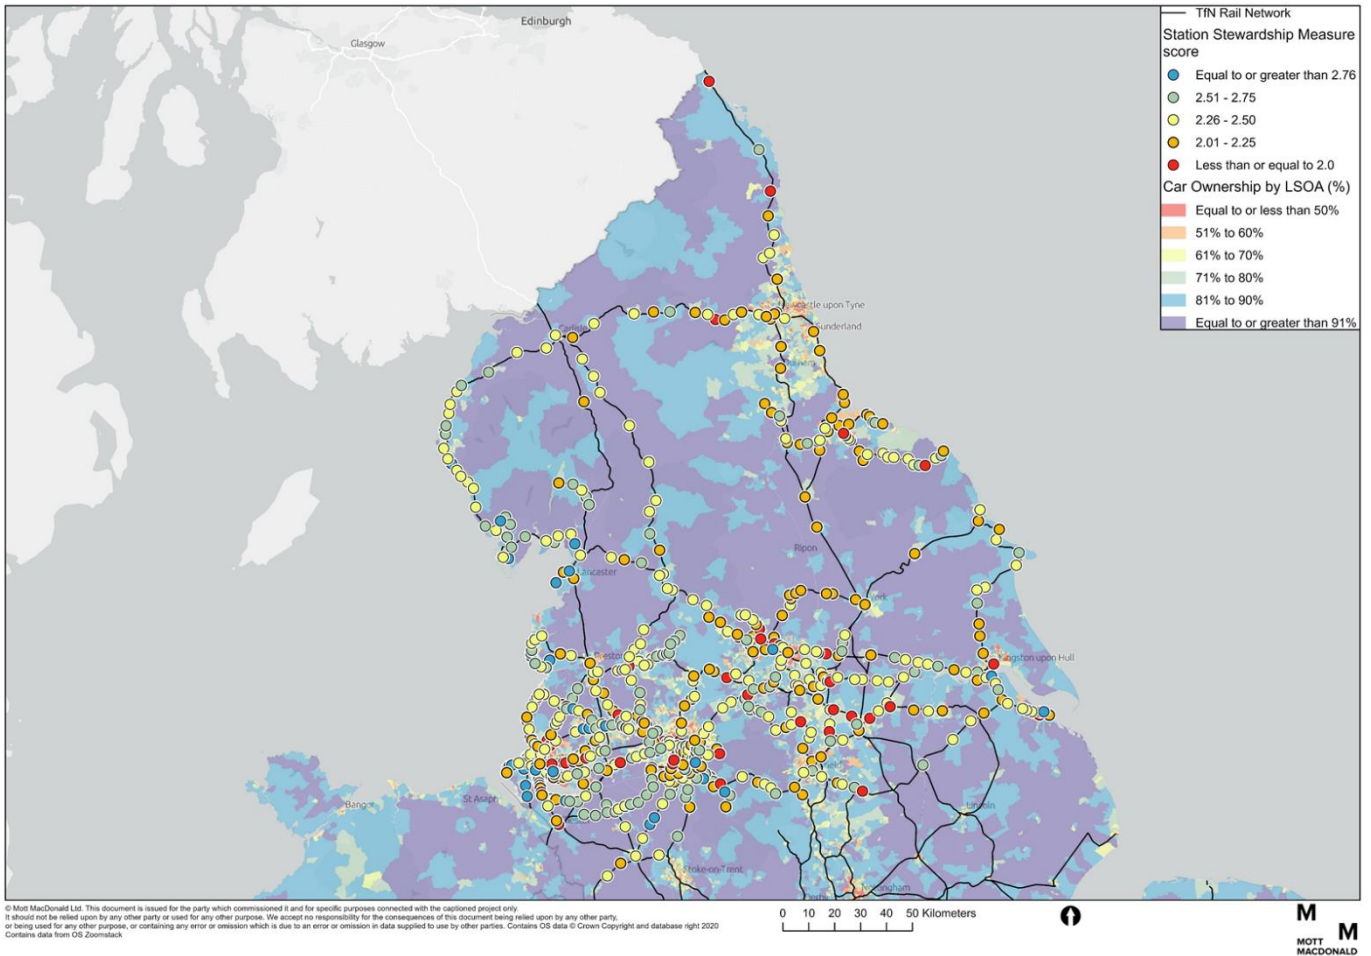 Edinburgh
Glasgow
TfN Rail Network
Station Stewardship Measure
score
Equal to or greater than 2.76
2.51 - 2.75
2.26 - 2.50
2.01 - 2.25
Less than or equal to 2.0
Car Ownership by LSOA (%)
Equal to or less than 50%
51% to 60%
61% to 70%
71% to 80%
81% to 90%
Equal to or greater than 91%
upon Tyne
Sunderland
Ripon
Lancaster
upon Hull
St Asaph
Bangor
Lincoln
Stoke-on-Trent
© Mott MacDonald Ltd. This document is issued for the party which commissioned it and for specific purposes connected with the captioned project only.
It should not be relied upon by any other party or used for any other purpose. We accept no responsibility for the consequences of this document being relied upon by any other party,
or being used for any other purpose, or containing any error or omission which is due to an error or omission in data supplied to use by other parties. Contains OS data © Crown Copyright and database right 2020
Contains data from OS Zoomstack
0 10 20 30 40 50 Kilometers
M
M
MOTT
MACDONALD